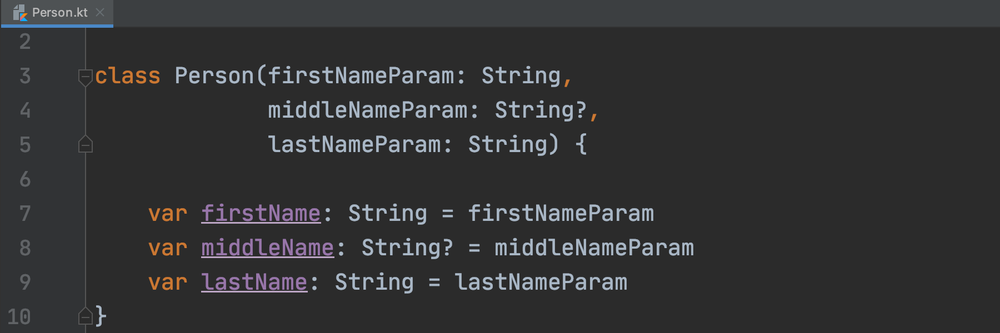 Person.kt
2
3 class Person(firstNameParam: String,
4 middleNameParam: String?,
5 lastNameParam: String) {
6
7 var firstName: String = firstNameParam
8 var middleName: String? = middleNameParam
9 var lastName: String = lastNameParam
10 }